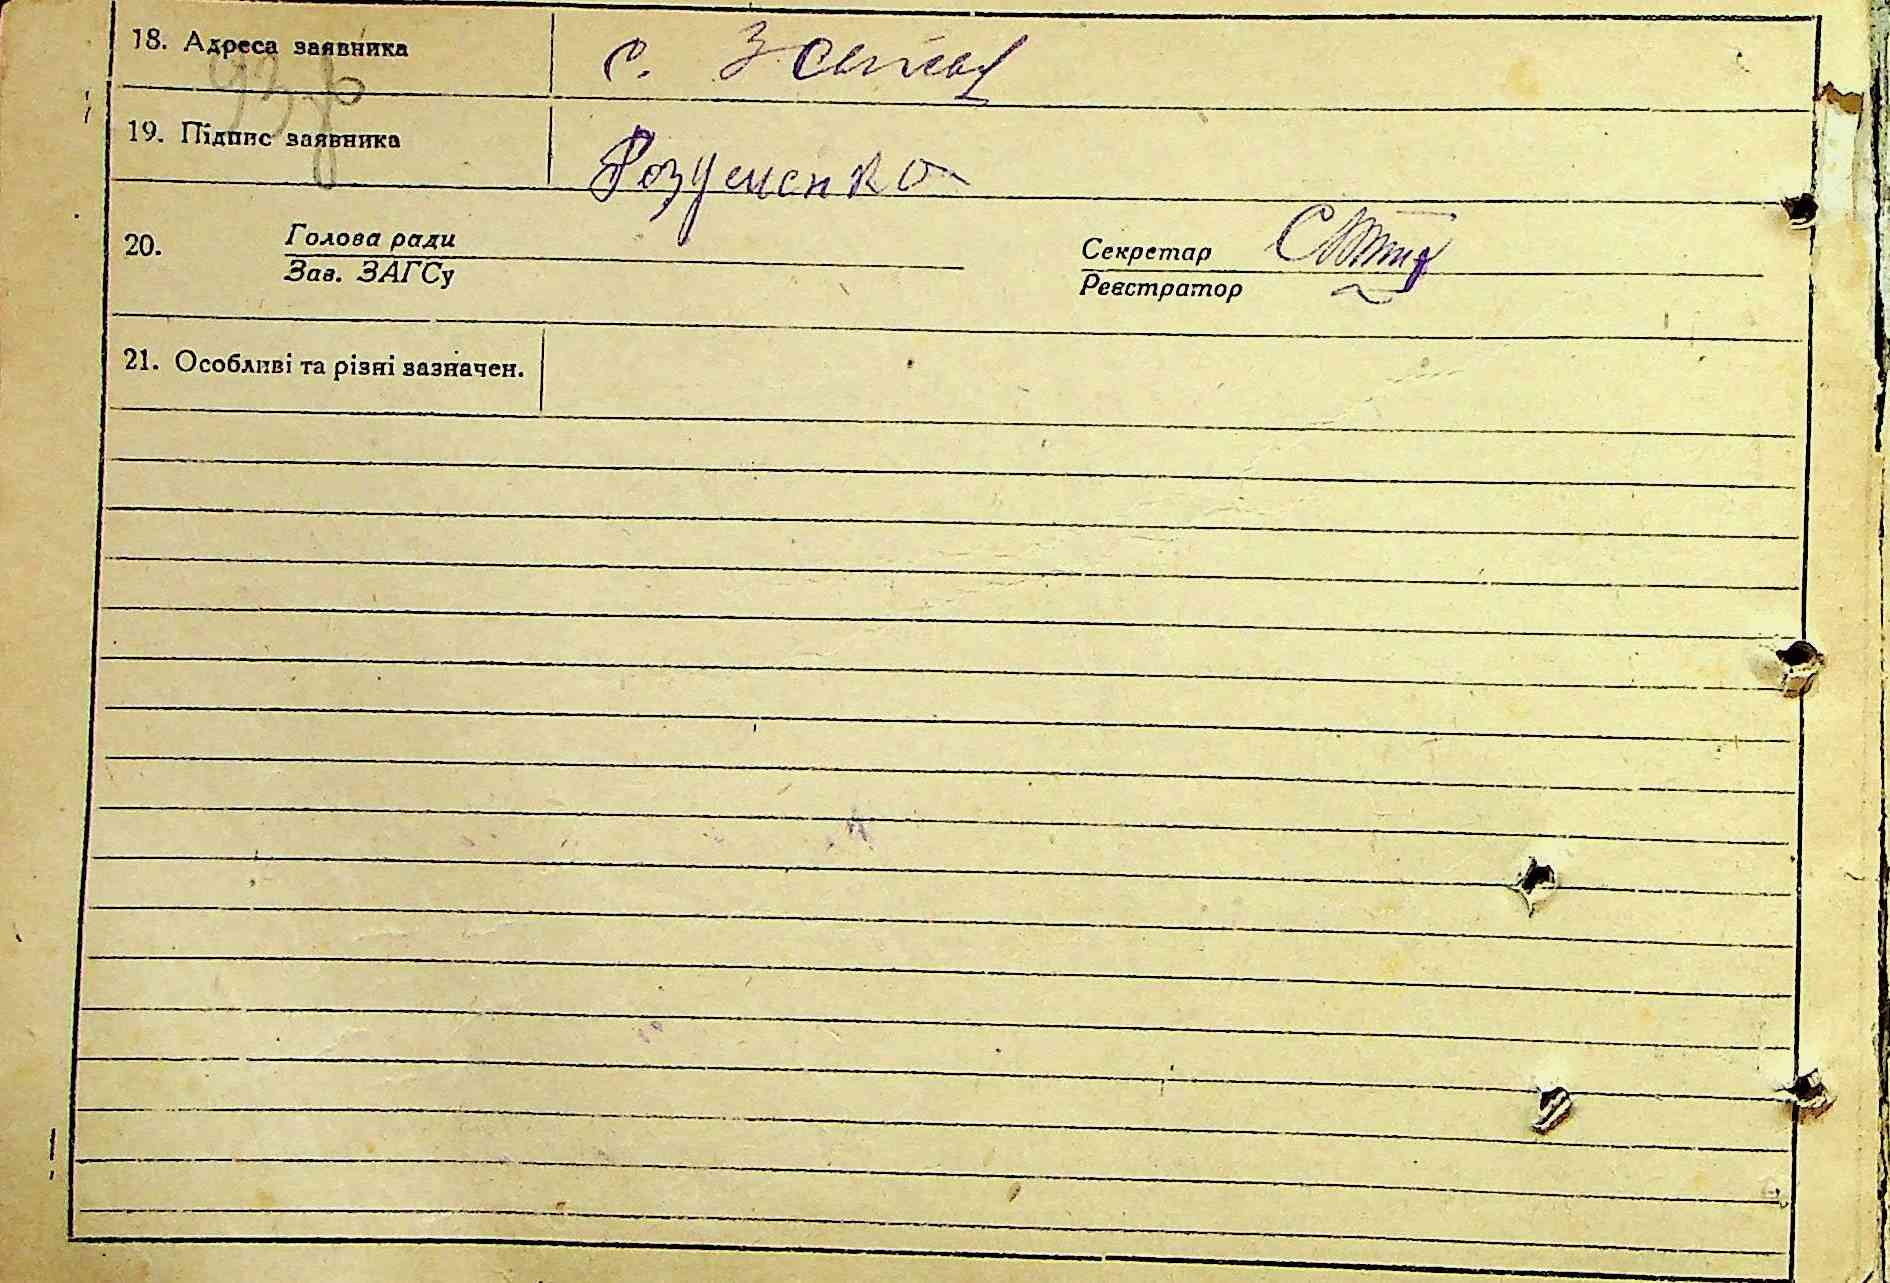 18. Адреса заявника с.
19. Підпис заявника Розуменко
20. Голова ради Секретар
Зав. ЗАГСу Реєстратор
21. Особливі та різні зазначен.